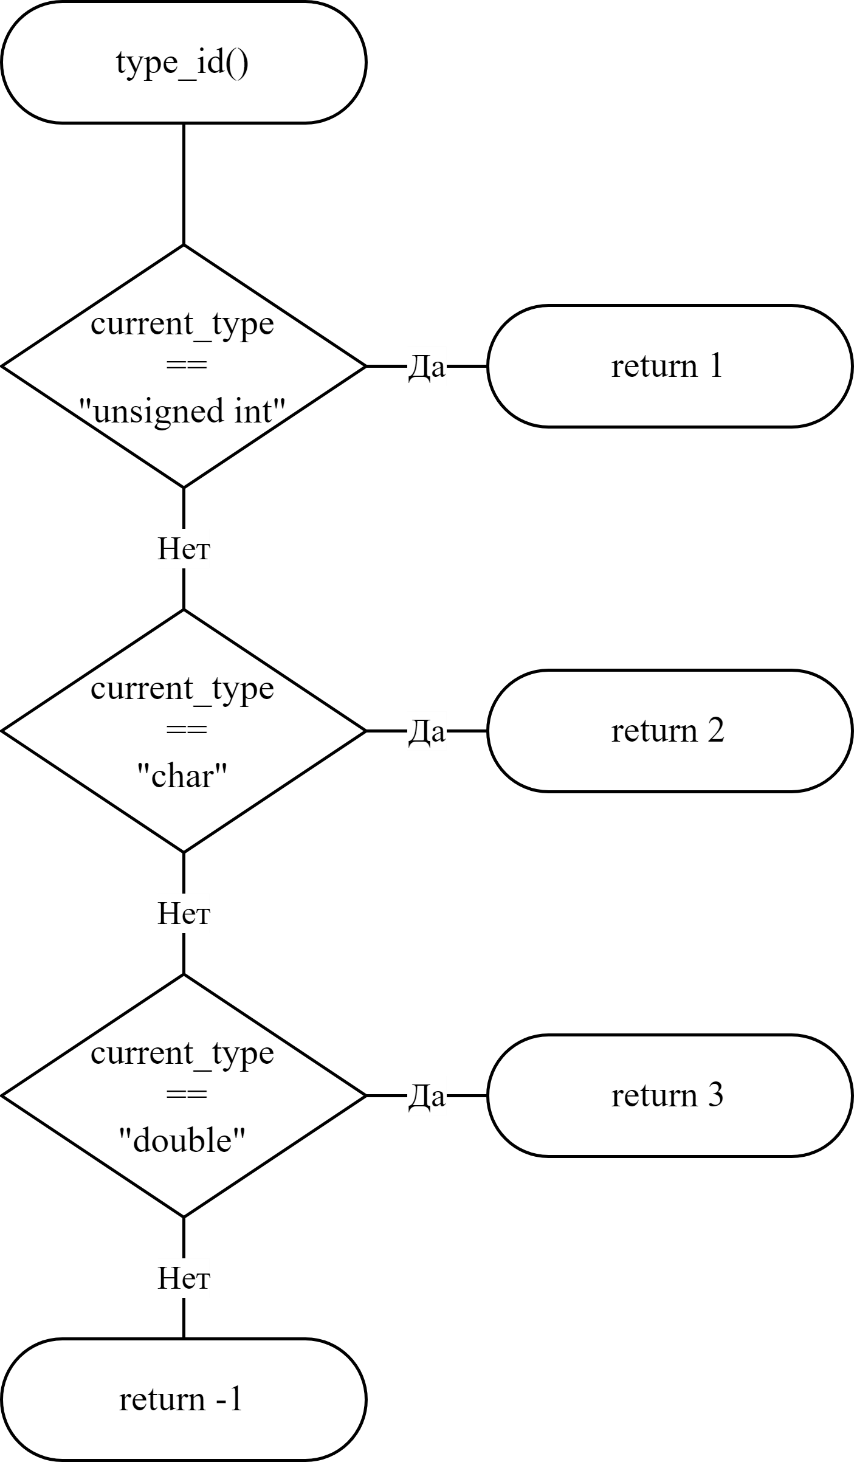 type_id()
current_type
==
"unsigned int"
Да
return 1
Нет
current_type
==
"char"
Да
return 2
Нет
current_type
==
"double"
Да
return 3
Нет
return -1